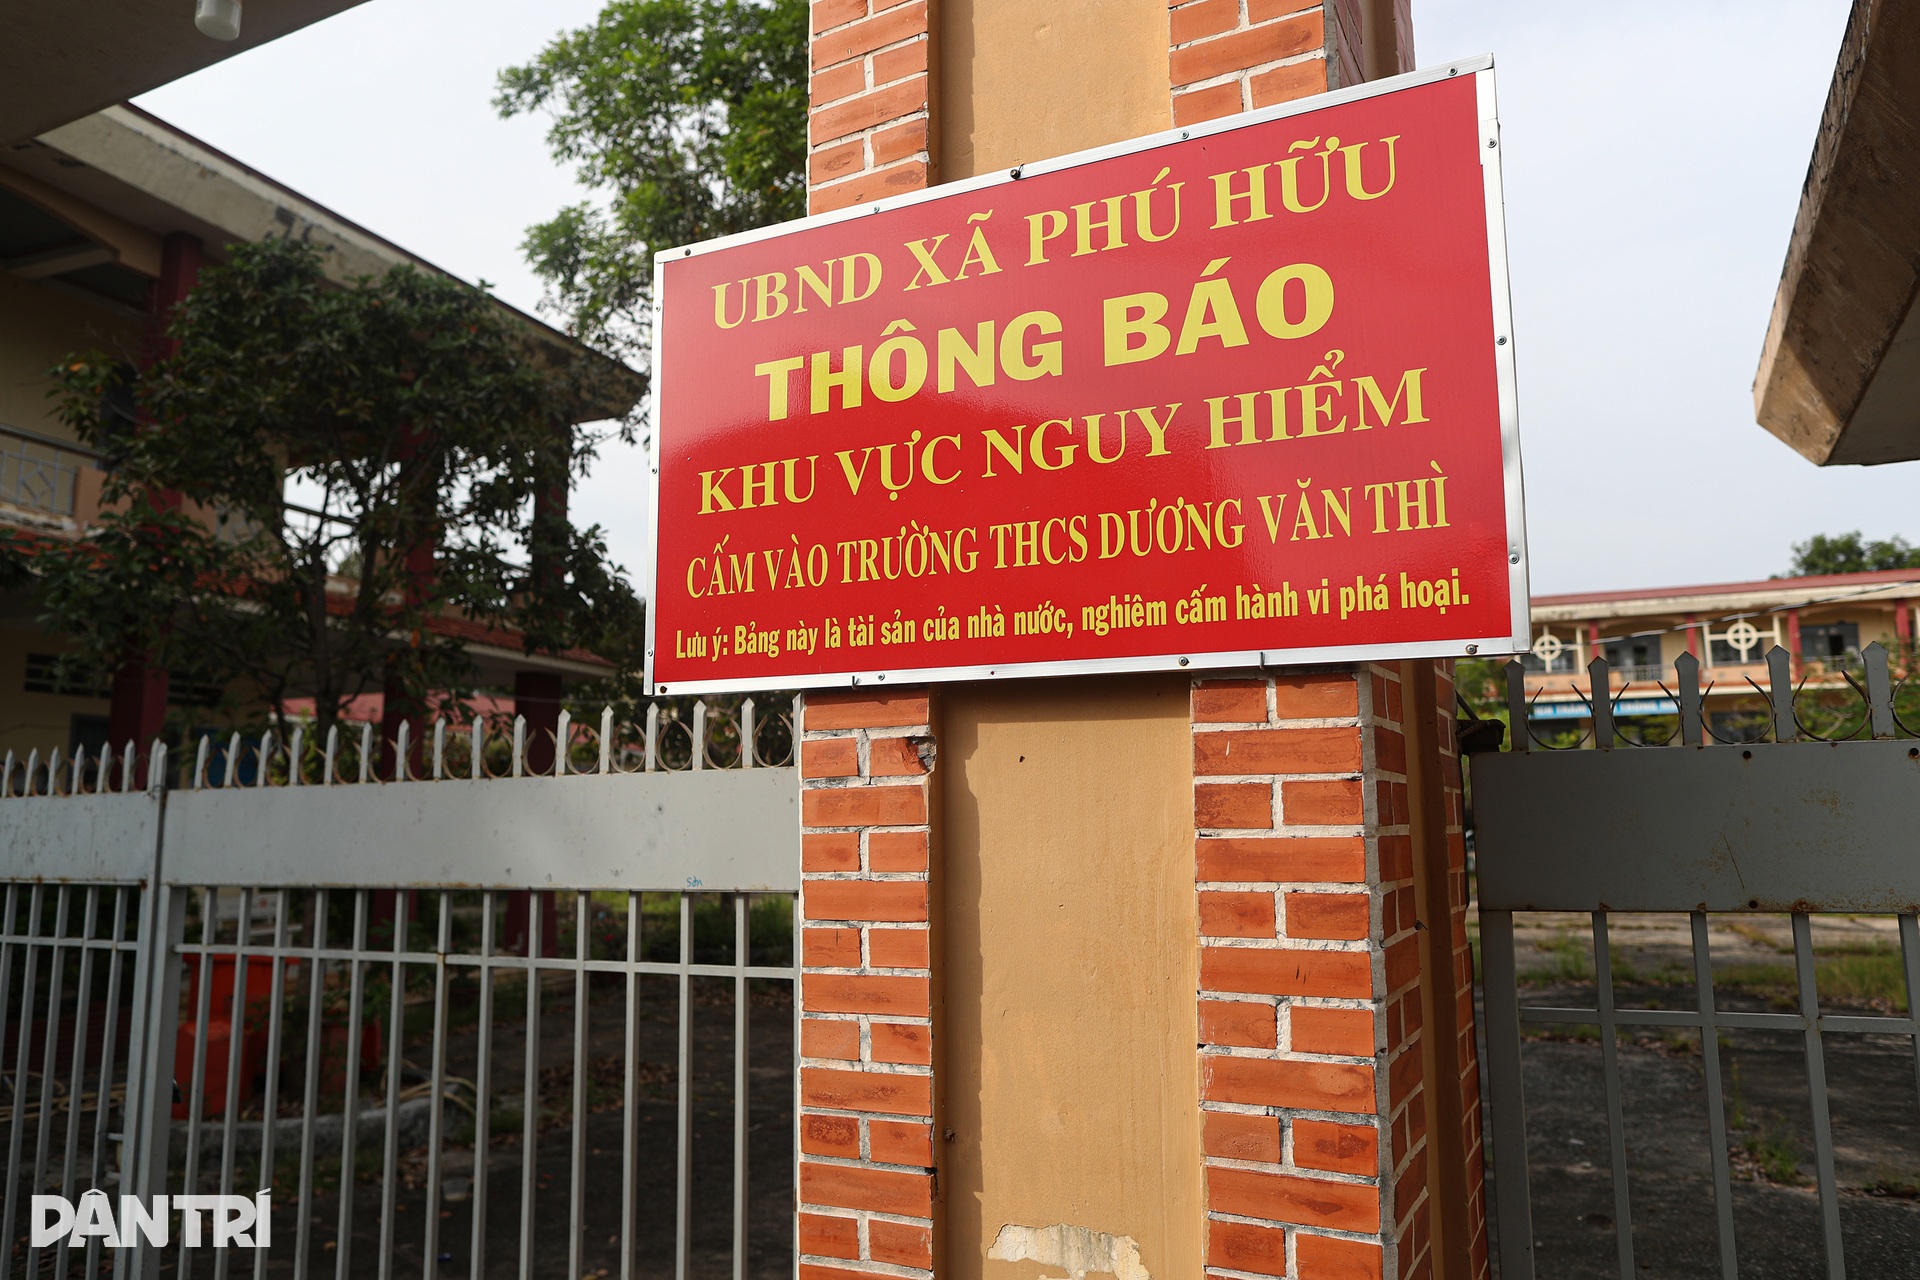 UBND XÃ PHÚ HỮU
THÔNG BÁO
KHU VỰC NGUY HIỂM
CẤM VÀO TRƯỜNG THCS DƯƠNG VĂN THÌ
Lưu ý: Bảng này là tài sản của nhà nước, nghiêm cấm hành vi phá hoại.
DÂN TRÍ